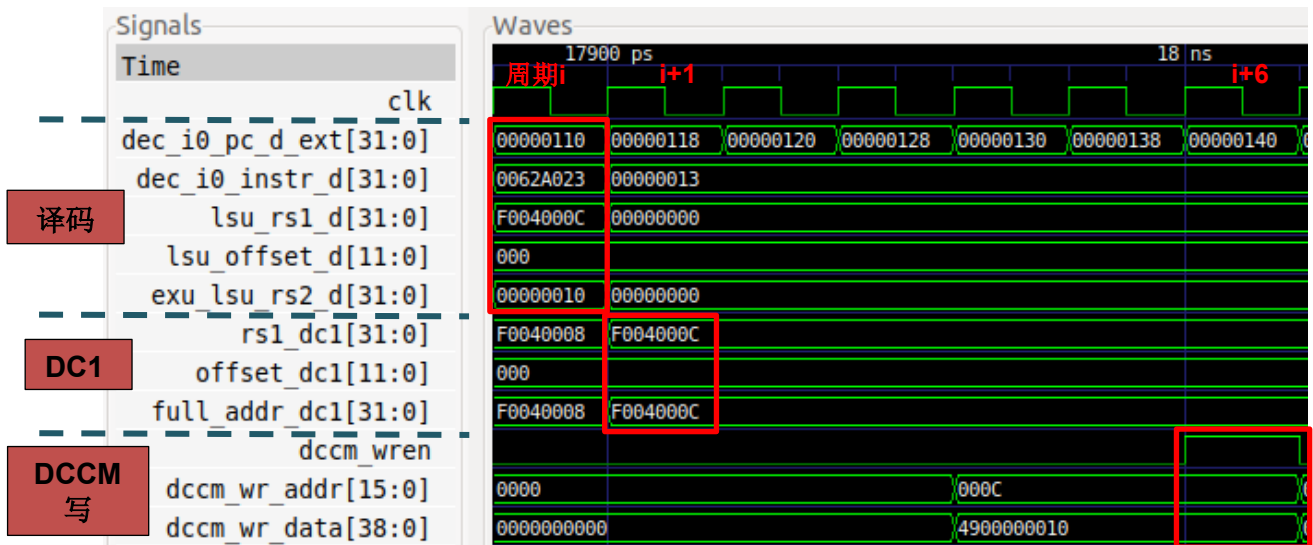 Signals
Waves
Time
17900 ps
18 ns
周期i
i+1
i+6
clk
dec_i0_pc_d_ext[31:0]
00000110
00000118
00000120
00000128
00000130
00000138
00000140
译码
dec_i0_instr_d[31:0]
0062A023
00000013
lsu_rs1_d[31:0]
F004000C
00000000
lsu_offset_d[11:0]
000
exu_lsu_rs2_d[31:0]
00000010
00000000
DC1
rs1_dc1[31:0]
F0040008
F004000C
offset_dc1[11:0]
000
full_addr_dc1[31:0]
F0040008
F004000C
DCCM
写
dccm_wren
dccm_wr_addr[15:0]
0000
000C
dccm_wr_data[38:0]
0000000000
4900000010